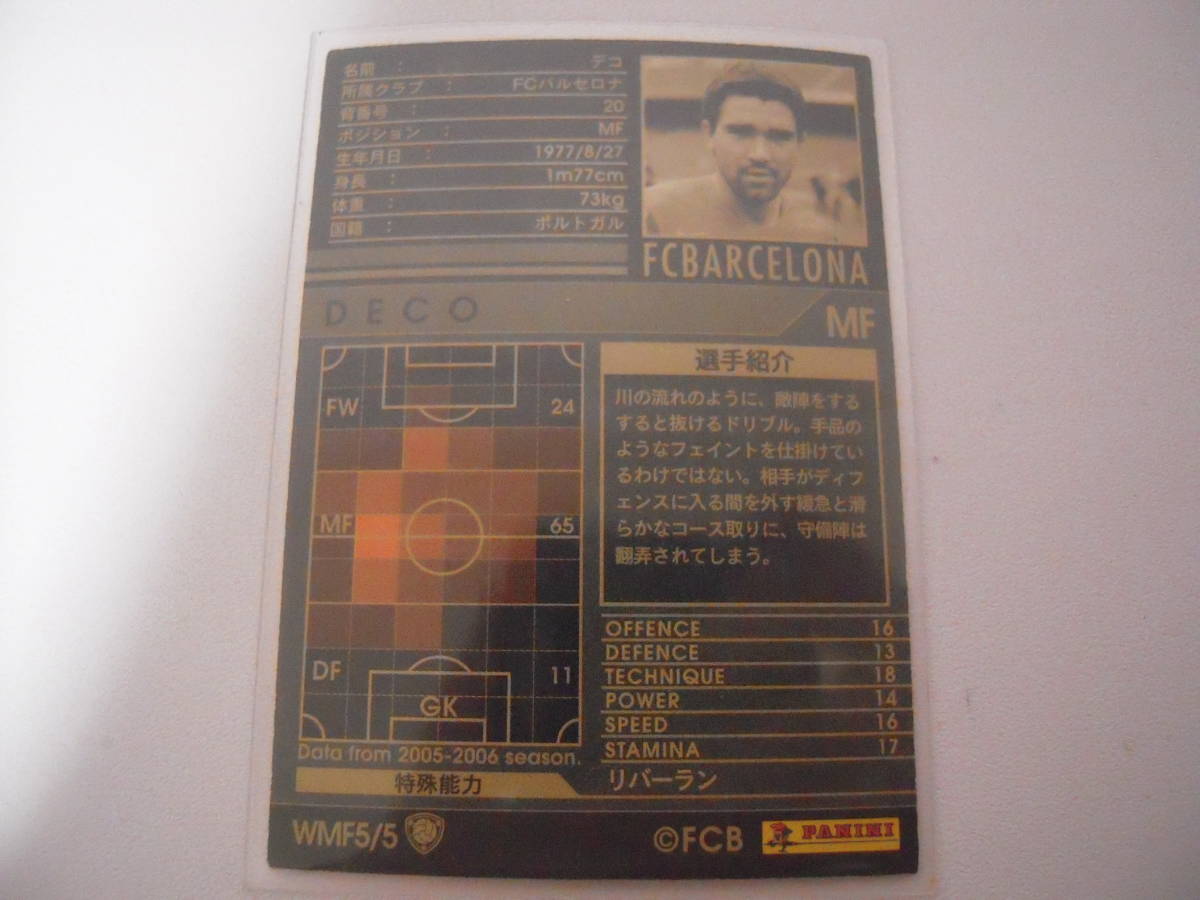 名前 : デコ
所属クラブ : FCバルセロナ
背番号 : 20
ポジション : MF
生年月日 : 1977/8/27
身長 : 1m77cm
体重 : 73kg
国籍 : ポルトガル
FCBARCELONA
DECO
MF
FW 24
MF 65
DF 11
GK
Data from 2005-2006 season.
選手紹介
川の流れのように、敵陣をする
すると抜けるドリブル。手品の
ようなフェイントを仕掛けてい
るわけではない。相手がディフ
ェンスに入る間を外す緩急と滑
らかなコース取りに、守備陣は
翻弄されてしまう。
OFFENCE 16
DEFENCE 13
TECHNIQUE 18
POWER 14
SPEED 16
STAMINA 17
特殊能力 リバーラン
WMF5/5
©FCB
PANINI